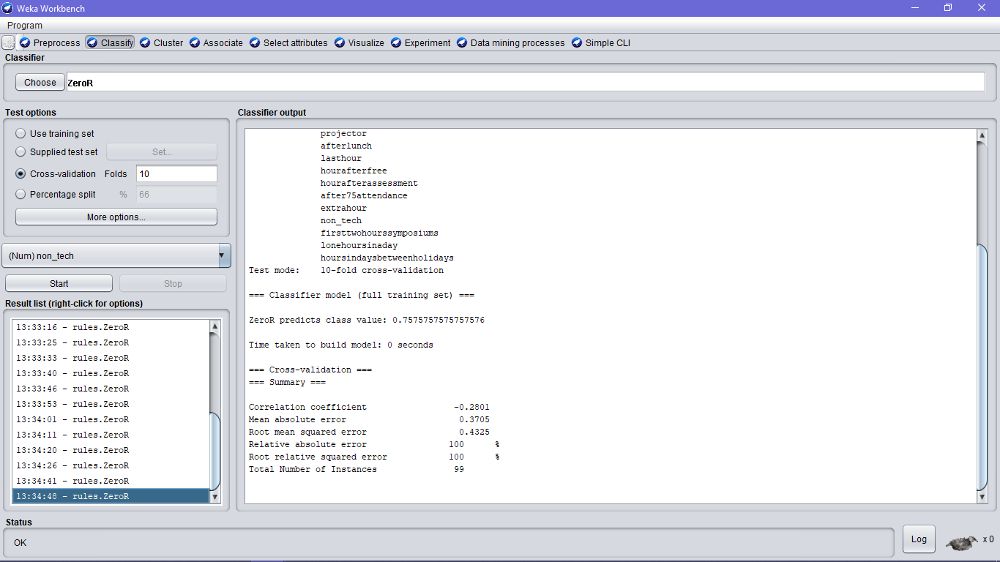 Weka Workbench
Program
Preprocess Classify Cluster Associate Select attributes Visualize Experiment Data mining processes Simple CLI
Classifier
Choose ZeroR
Test options
Use training set
Supplied test set Set...
Cross-validation Folds 10
Percentage split % 66
More options...
(Num) non_tech
Start Stop
Result list (right-click for options)
13:33:16 - rules.ZeroR
13:33:25 - rules.ZeroR
13:33:33 - rules.ZeroR
13:33:40 - rules.ZeroR
13:33:46 - rules.ZeroR
13:33:53 - rules.ZeroR
13:34:01 - rules.ZeroR
13:34:11 - rules.ZeroR
13:34:20 - rules.ZeroR
13:34:26 - rules.ZeroR
13:34:41 - rules.ZeroR
13:34:48 - rules.ZeroR
Classifier output
projector
afterlunch
lasthour
hourafterfree
hourafterassessment
after75attendance
extrahour
non_tech
firsttwohourssymposiums
lonehoursinaday
hoursindaysbetweenholidays
Test mode: 10-fold cross-validation
=== Classifier model (full training set) ===
ZeroR predicts class value: 0.7575757575757576
Time taken to build model: 0 seconds
=== Cross-validation ===
=== Summary ===
Correlation coefficient -0.2801
Mean absolute error 0.3705
Root mean squared error 0.4325
Relative absolute error 100 %
Root relative squared error 100 %
Total Number of Instances 99
Status
OK
Log x 0